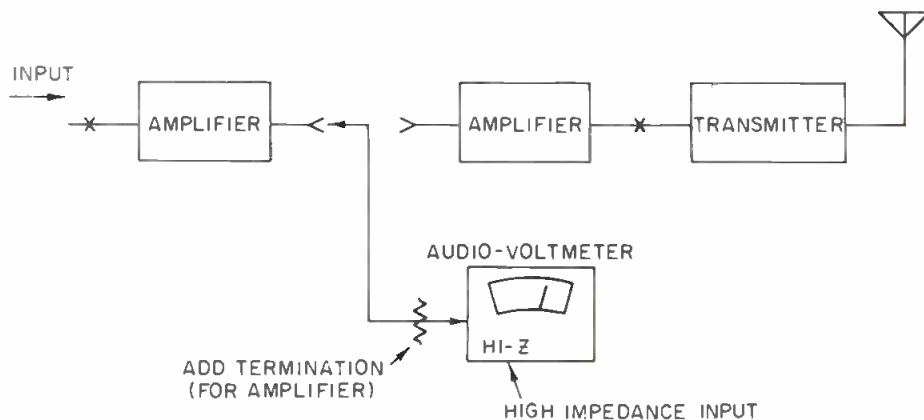 INPUT
AMPLIFIER
AMPLIFIER
TRANSMITTER
AUDIO-VOLTMETER
HI-Z
ADD TERMINATION
(FOR AMPLIFIER)
HIGH IMPEDANCE INPUT